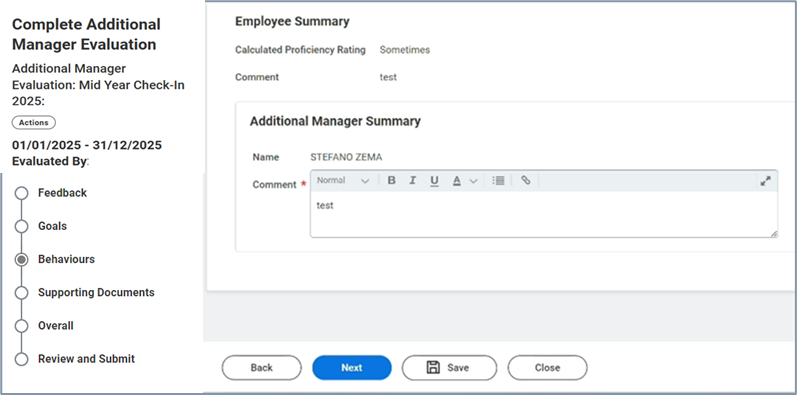 Complete Additional
Manager Evaluation
Additional Manager
Evaluation: Mid Year Check-In
2025:
Actions
01/01/2025 - 31/12/2025
Evaluated By:
Feedback
Goals
Behaviours
Supporting Documents
Overall
Review and Submit
Employee Summary
Calculated Proficiency Rating Sometimes
Comment test
Additional Manager Summary
Name STEFANO ZEMA
Comment * Normal B I U A
test
Back Next Save Close